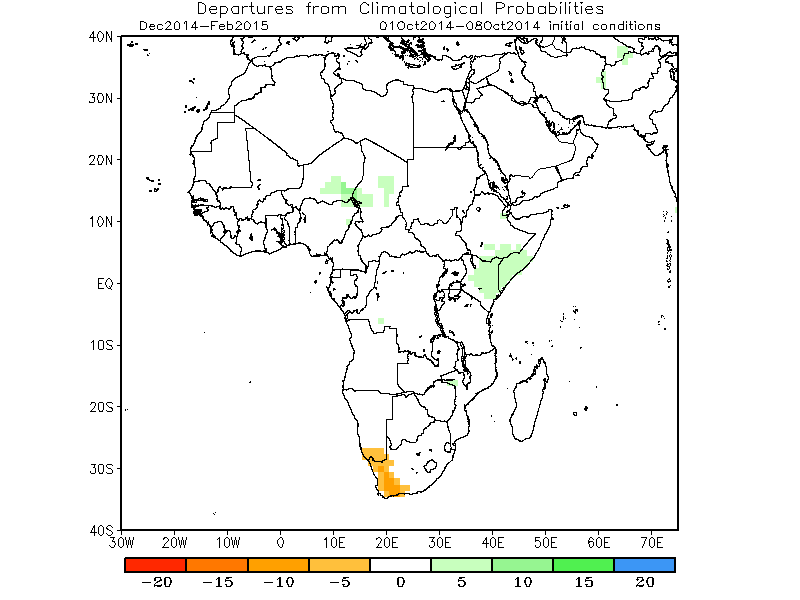 Departures from Climatological Probabilities
Dec2014-Feb2015 01Oct2014-08Oct2014 initial conditions
40N
30N
20N
10N
EQ
10S
20S
30S
40S
30W 20W 10W 0 10E 20E 30E 40E 50E 60E 70E
-20 -15 -10 -5 0 5 10 15 20